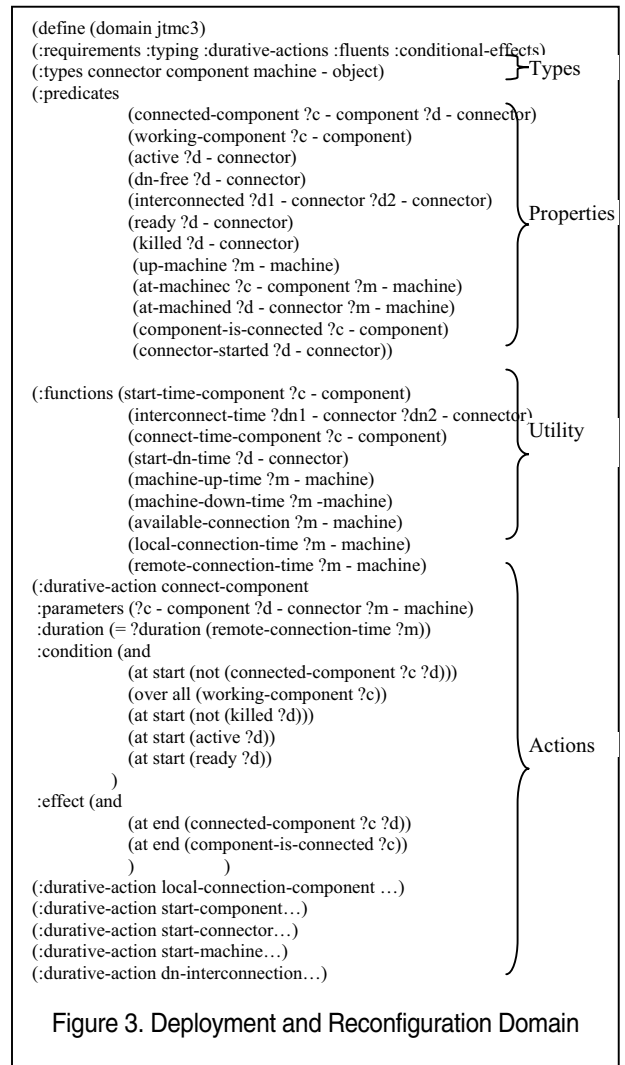 (define (domain jtmc3)
(:requirements :typing :durative-actions :fluents :conditional-effects)
(:types connector component machine - object)
Types
(:predicates
(connected-component ?c - component ?d - connector)
(working-component ?c - component)
(active ?d - connector)
(dn-free ?d - connector)
(interconnected ?d1 - connector ?d2 - connector)
(ready ?d - connector)
Properties
(killed ?d - connector)
(up-machine ?m - machine)
(at-machinec ?c - component ?m - machine)
(at-machined ?d - connector ?m - machine)
(component-is-connected ?c - component)
(connector-started ?d - connector))
(:functions (start-time-component ?c - component)
(interconnect-time ?dn1 - connector ?dn2 - connector)
Utility
(connect-time-component ?c - component)
(start-dn-time ?d - connector)
(machine-up-time ?m - machine)
(machine-down-time ?m -machine)
(available-connection ?m - machine)
(local-connection-time ?m - machine)
(remote-connection-time ?m - machine)
(:durative-action connect-component
:parameters (?c - component ?d - connector ?m - machine)
:duration (= ?duration (remote-connection-time ?m))
:condition (and
(at start (not (connected-component ?c ?d)))
(over all (working-component ?c))
(at start (not (killed ?d)))
(at start (active ?d))
Actions
(at start (ready ?d))
)
:effect (and
(at end (connected-component ?c ?d))
(at end (component-is-connected ?c))
) )
(:durative-action local-connection-component …)
(:durative-action start-component…)
(:durative-action start-connector…)
(:durative-action start-machine…)
(:durative-action dn-interconnection…)
Figure 3. Deployment and Reconfiguration Domain